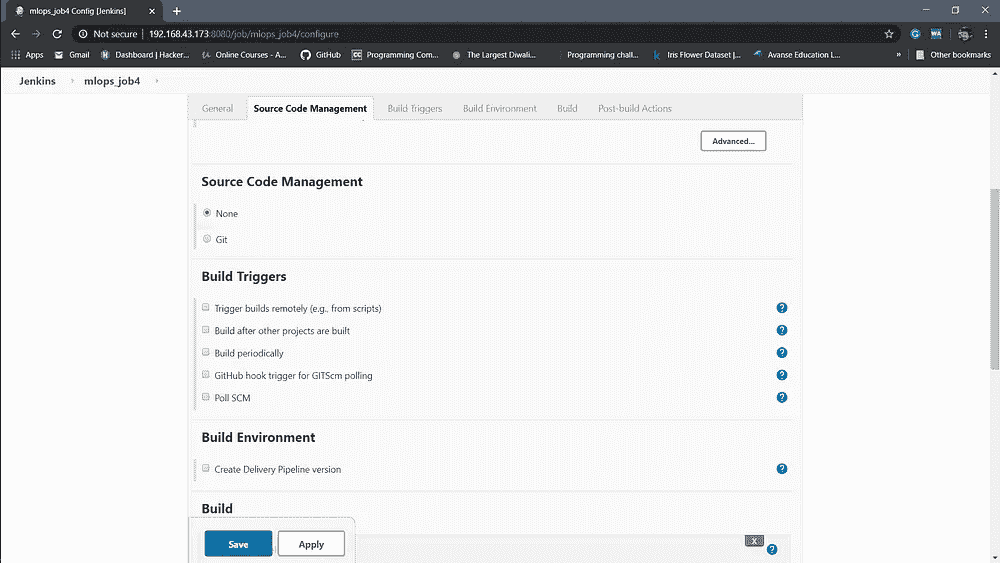 mlops_job4 Config [Jenkins]
Not secure | 192.168.43.173:8080/job/mlops_job4/configure
Apps Gmail Dashboard | Hacker... Online Courses - A... GitHub Programming Com... The Largest Diwali... Programming chall... Iris Flower Dataset |... Avanse Education L... » Other bookmarks
Jenkins mlops_job4
General Source Code Management Build Triggers Build Environment Build Post-build Actions
Advanced...
Source Code Management
None
Git
Build Triggers
Trigger builds remotely (e.g., from scripts)
Build after other projects are built
Build periodically
GitHub hook trigger for GITScm polling
Poll SCM
Build Environment
Create Delivery Pipeline version
Build
X
Save Apply